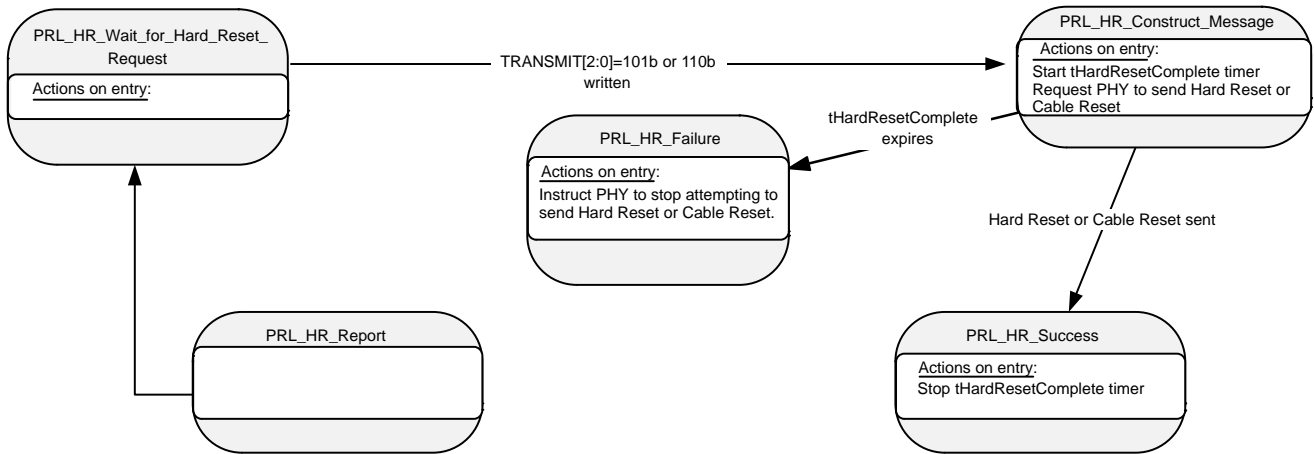 PRL_HR_Wait_for_Hard_Reset_
Request
Actions on entry:
TRANSMIT[2:0]=101b or 110b
written
PRL_HR_Construct_Message
Actions on entry:
Start tHardResetComplete timer
Request PHY to send Hard Reset or
Cable Reset
tHardResetComplete
expires
PRL_HR_Failure
Actions on entry:
Instruct PHY to stop attempting to
send Hard Reset or Cable Reset.
Hard Reset or Cable Reset sent
PRL_HR_Report
PRL_HR_Success
Actions on entry:
Stop tHardResetComplete timer